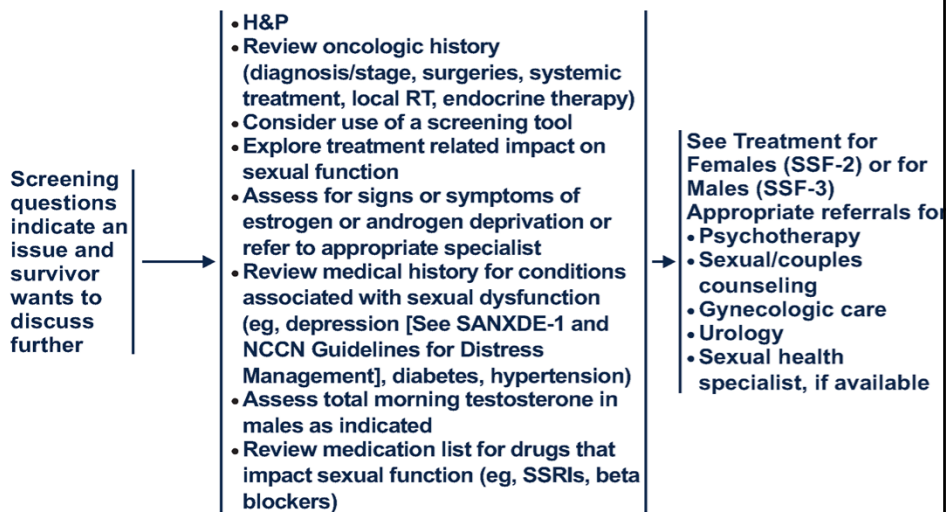 Screening
questions
indicate an
issue and
survivor
wants to
discuss
further
• H&P
• Review oncologic history
(diagnosis/stage, surgeries, systemic
treatment, local RT, endocrine therapy)
• Consider use of a screening tool
• Explore treatment related impact on
sexual function
• Assess for signs or symptoms of
estrogen or androgen deprivation or
refer to appropriate specialist
• Review medical history for conditions
associated with sexual dysfunction
(eg, depression [See SANXDE-1 and
NCCN Guidelines for Distress
Management], diabetes, hypertension)
• Assess total morning testosterone in
males as indicated
• Review medication list for drugs that
impact sexual function (eg, SSRIs, beta
blockers)
See Treatment for
Females (SSF-2) or for
Males (SSF-3)
Appropriate referrals for
• Psychotherapy
• Sexual/couples
counseling
• Gynecologic care
• Urology
• Sexual health
specialist, if available